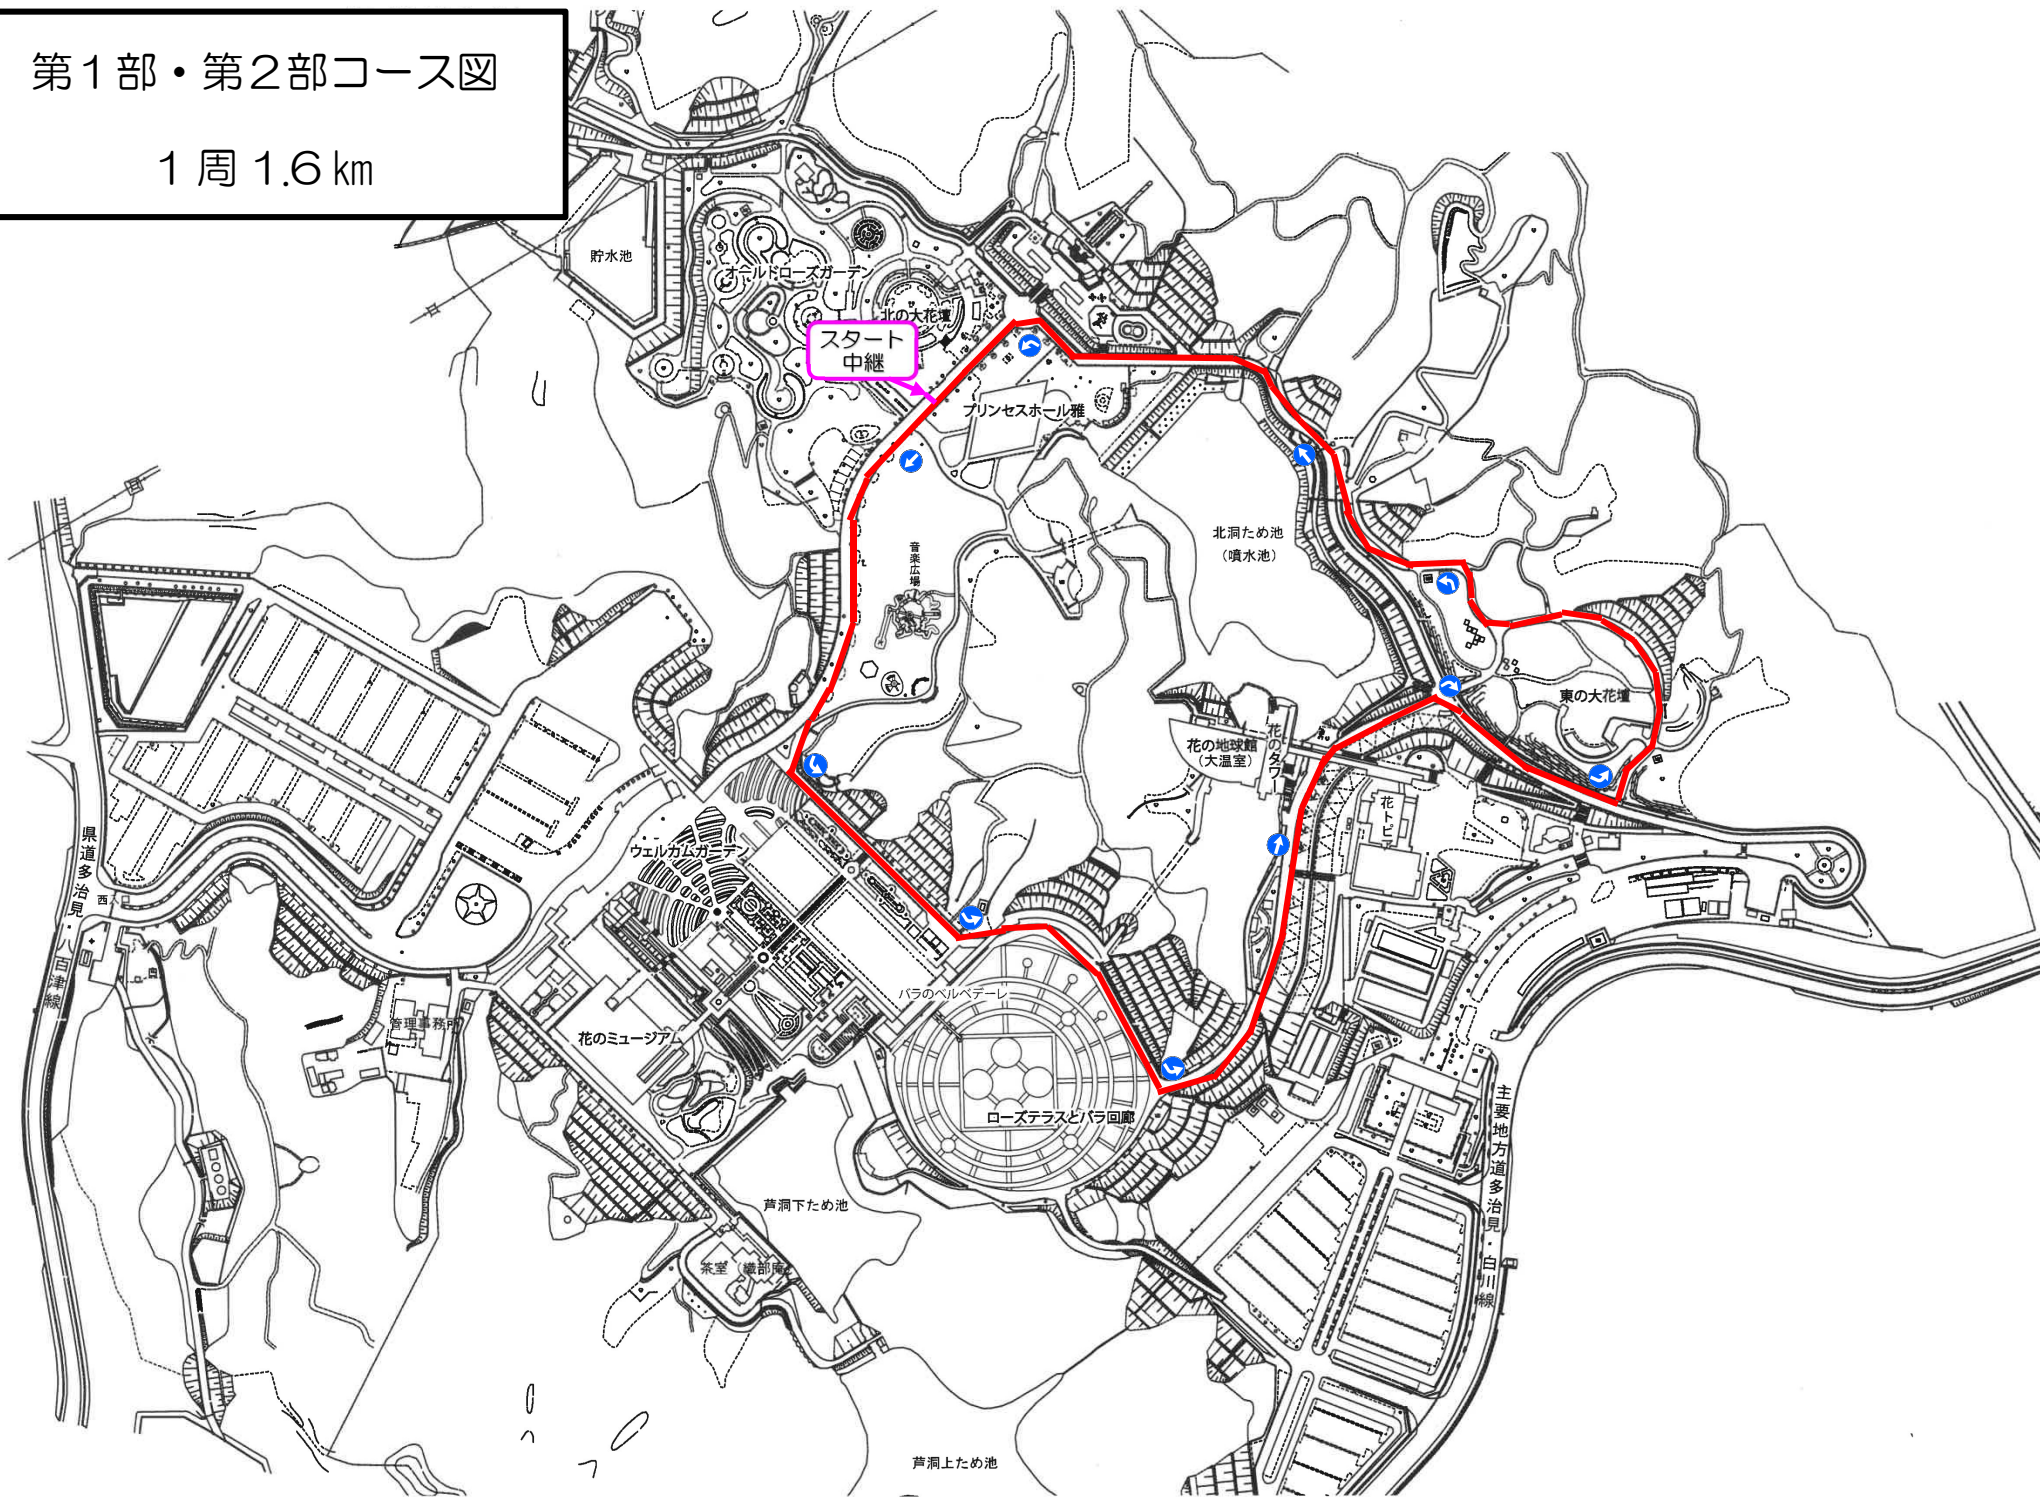 第1部・第2部コース図
1周 1.6㎞
貯水池
オールドローズガーデン
北の大花壇
スタート
中継
プリンセスホール雅
北洞ため池
(噴水池)
音楽広場
東の大花壇
花の地球館
(大温室)
花のタワー
花トピア
県道多治見・八百津線
西入
ウェルカムガーデン
バラのベルベデーレ
管理事務所
花のミュージアム
ローズテラスとバラ回廊
主要地方道多治見・白川線
芦洞下ため池
茶室(織部庵)
芦洞上ため池